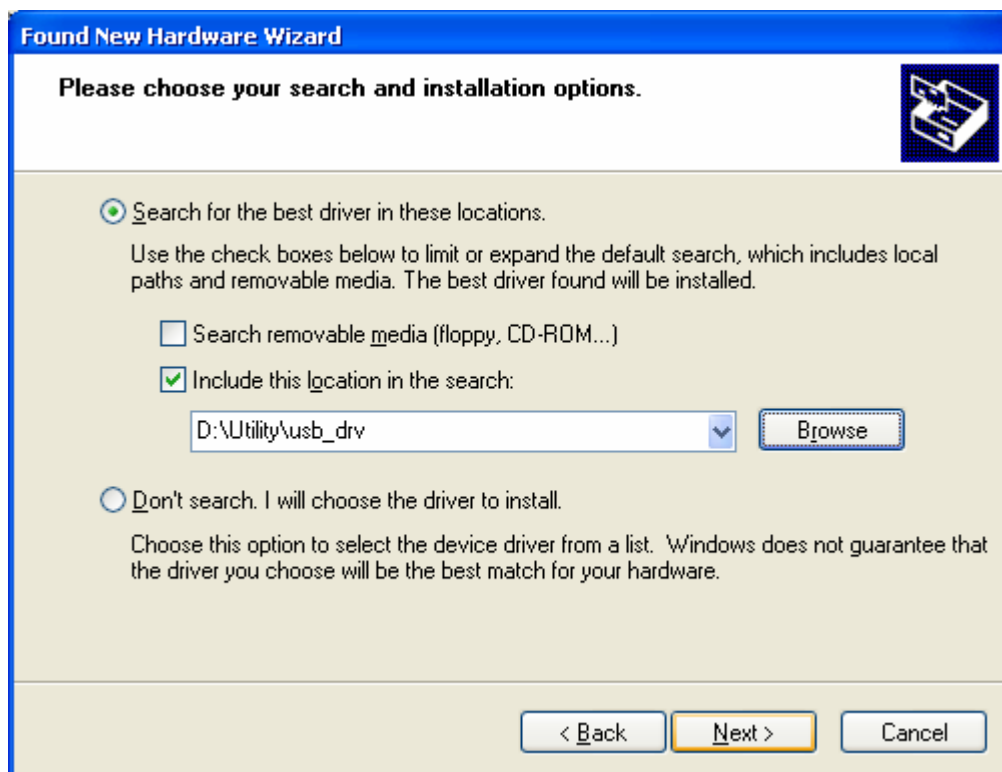 Found New Hardware Wizard
Please choose your search and installation options.
Search for the best driver in these locations.
Use the check boxes below to limit or expand the default search, which includes local
paths and removable media. The best driver found will be installed.
Search removable media (floppy, CD-ROM...)
Include this location in the search:
D:\Utility\usb_drv
Browse
Don't search. I will choose the driver to install.
Choose this option to select the device driver from a list. Windows does not guarantee that
the driver you choose will be the best match for your hardware.
< Back
Next >
Cancel